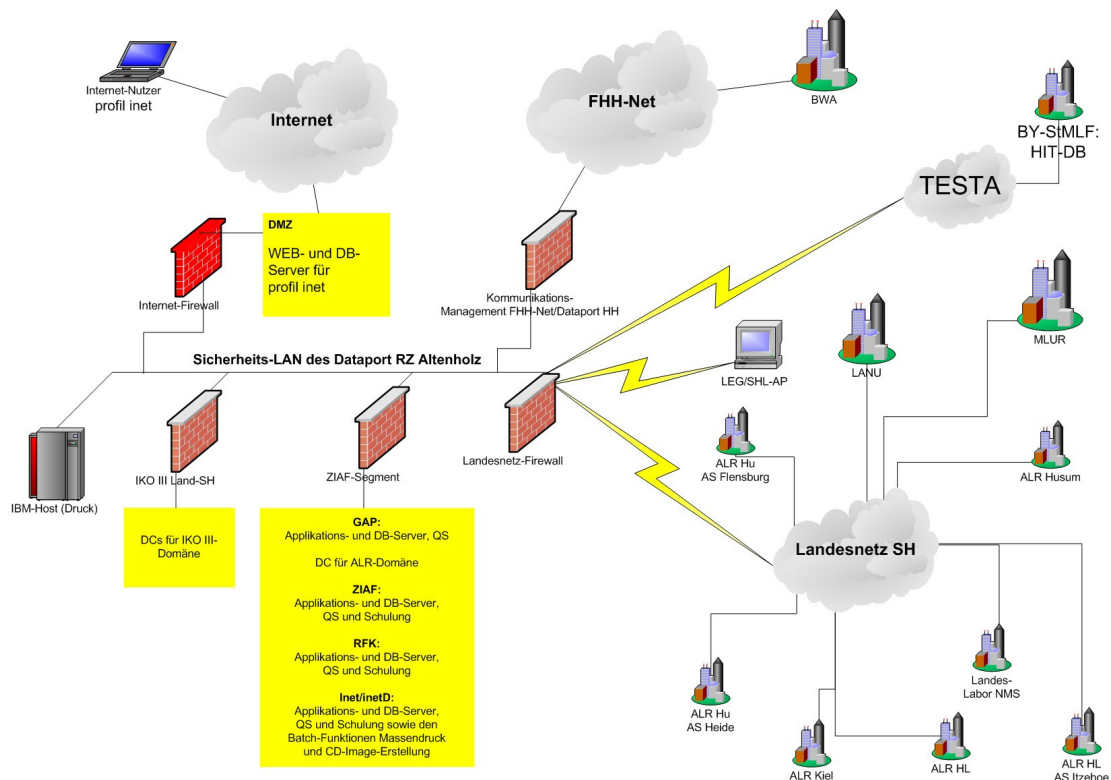 Internet-Nutzer
profil inet
Internet
FHH-Net
BWA
BY-StMLF:
HIT-DB
TESTA
DMZ
WEB- und DB-
Server für
profil inet
Internet-Firewall
Kommunikations-
Management FHH-Net/Dataport HH
Sicherheits-LAN des Dataport RZ Altenholz
LEG/SHL-AP
LANU
MLUR
IBM-Host (Druck)
IKO III Land-SH
ZIAF-Segment
Landesnetz-Firewall
ALR Hu
AS Flensburg
ALR Husum
DCs für IKO III-
Domäne
GAP:
Applikations- und DB-Server, QS
DC für ALR-Domäne
ZIAF:
Applikations- und DB-Server,
QS und Schulung
RFK:
Applikations- und DB-Server,
QS und Schulung
Inet/inetD:
Applikations- und DB-Server,
QS und Schulung sowie den
Batch-Funktionen Massendruck
und CD-Image-Erstellung
Landesnetz SH
Landes-
Labor NMS
ALR Hu
AS Heide
ALR Kiel
ALR HL
ALR HL
AS Itzehoe